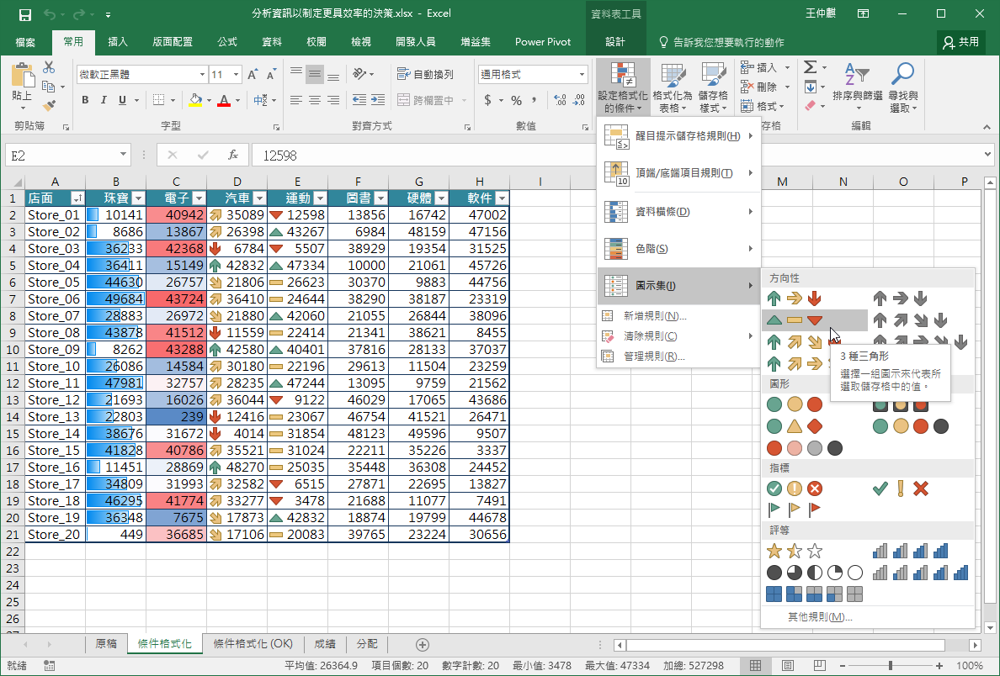 分析資訊以制定更具效率的決策.xlsx - Excel
資料表工具
王仲麒
檔案 常用 插入 版面配置 公式 資料 校閱 檢視 開發人員 增益集 Power Pivot 設計 告訴我您想要執行的動作 共用
貼上
微軟正黑體 11
B I U A
自動換列
跨欄置中
通用格式
$ % ,
設定格式化的條件
格式化為表格
儲存格樣式
插入
刪除
格式
排序與篩選
尋找與選取
剪貼簿 字型 對齊方式 數值 存格 編輯
E2 fx 12598
A B C D E F G H I M N O P
1 店面 珠寶 電子 汽車 運動 圖書 硬體 軟件
2 Store_01 10141 40942 35089 12598 13856 16742 47002
3 Store_02 8686 13867 26398 43267 6984 48159 47156
4 Store_03 36233 42368 6784 5507 38929 19354 31525
5 Store_04 36411 15149 42832 47334 10000 21061 45726
6 Store_05 44630 26757 21806 26623 30370 9883 44756
7 Store_06 49684 43724 36410 24644 38290 38187 23319
8 Store_07 28883 26972 21880 42060 21055 26844 38096
9 Store_08 43878 41512 11559 22414 21341 38621 8455
10 Store_09 8262 43288 42580 40401 37816 28133 37037
11 Store_10 26086 14584 30180 22196 29613 11504 23259
12 Store_11 47981 32757 28235 47244 13095 9759 21562
13 Store_12 21693 16026 36044 9122 46029 17065 43686
14 Store_13 22803 239 12416 23067 46754 41521 26471
15 Store_14 38676 31672 4014 31854 48123 49596 9507
16 Store_15 41828 40786 35521 31024 22211 35226 3337
17 Store_16 11451 28869 48270 25035 35448 36308 24452
18 Store_17 34809 31993 32582 6515 27871 22695 13827
19 Store_18 46295 41774 33277 3478 21688 11077 7491
20 Store_19 36348 7675 17873 42832 18874 19799 44678
21 Store_20 449 36685 17106 20083 39765 23224 30656
22
23
24
25
26
醒目提示儲存格規則(H)
頂端/底端項目規則(T)
資料橫條(D)
色階(S)
圖示集(I)
新增規則(N)...
清除規則(C)
管理規則(R)...
方向性
3 種三角形
選擇一組圖示來代表所
選取儲存格中的值。
圖形
指標
評等
其他規則(M)...
原稿 條件格式化 條件格式化 (OK) 成績 分配
就緒 平均值: 26364.9 項目個數: 20 數字計數: 20 最小值: 3478 最大值: 47334 加總: 527298 100%